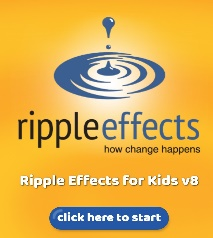 rippleeffects
how change happens
Ripple Effects for Kids v8
click here to start